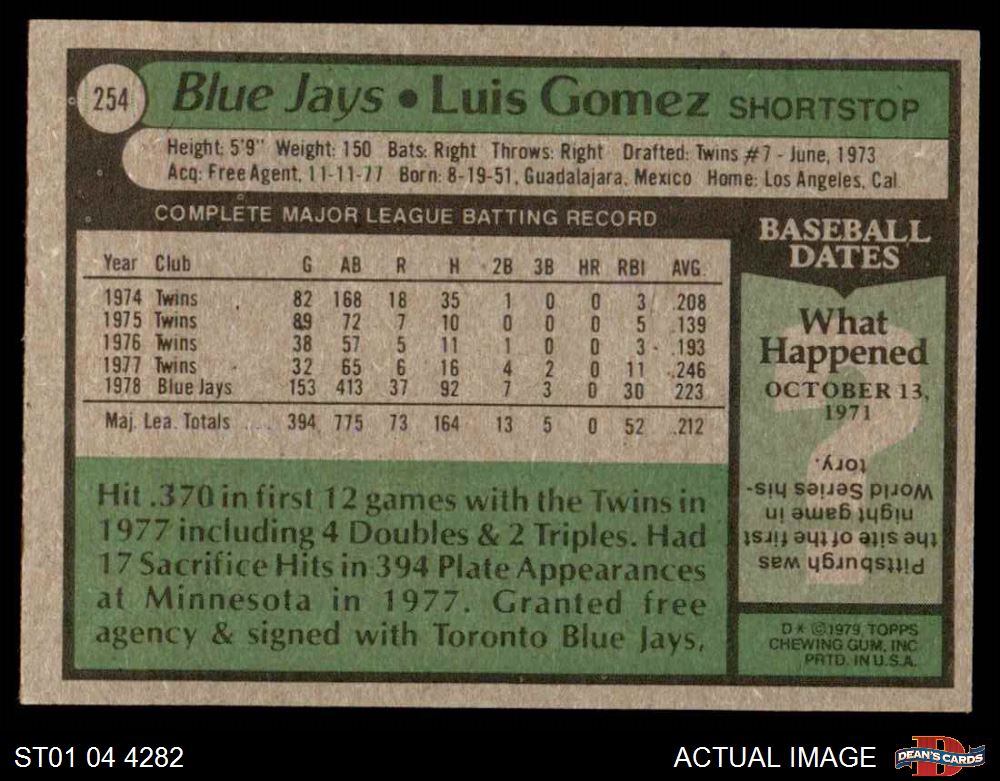 254
Blue Jays • Luis Gomez SHORTSTOP
Height: 5'9" Weight: 150 Bats: Right Throws: Right Drafted: Twins #7 - June, 1973
Acq: Free Agent, 11-11-77 Born: 8-19-51, Guadalajara, Mexico Home: Los Angeles, Cal.
COMPLETE MAJOR LEAGUE BATTING RECORD
Year Club G AB R H 2B 3B HR RBI AVG.
1974 Twins 82 168 18 35 1 0 0 3 .208
1975 Twins 89 72 7 10 0 0 0 5 .139
1976 Twins 38 57 5 11 1 0 0 3 .193
1977 Twins 32 65 6 16 4 2 0 11 .246
1978 Blue Jays 153 413 37 92 7 3 0 30 .223
Maj. Lea. Totals .... 394 775 73 164 13 5 0 52 .212
Hit .370 in first 12 games with the Twins in
1977 including 4 Doubles & 2 Triples. Had
17 Sacrifice Hits in 394 Plate Appearances
at Minnesota in 1977. Granted free
agency & signed with Toronto Blue Jays,
BASEBALL
DATES
What
Happened
OCTOBER 13,
1971
Pittsburgh was
the site of the first
night game in
World Series his-
tory.
D* ©1979 TOPPS
CHEWING GUM, INC.
PRTD. IN U.S.A.
ST01 04 4282
ACTUAL IMAGE
DEAN'S CARDS